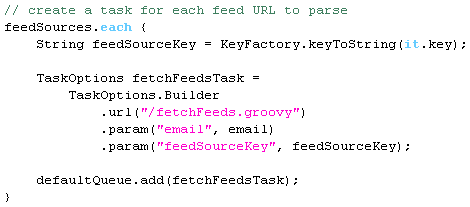 // create a task for each feed URL to parse
feedSources.each {
    String feedSourceKey = KeyFactory.keyToString(it.key);

    TaskOptions fetchFeedsTask =
        TaskOptions.Builder
            .url("/fetchFeeds.groovy")
            .param("email", email)
            .param("feedSourceKey", feedSourceKey);

    defaultQueue.add(fetchFeedsTask);
}